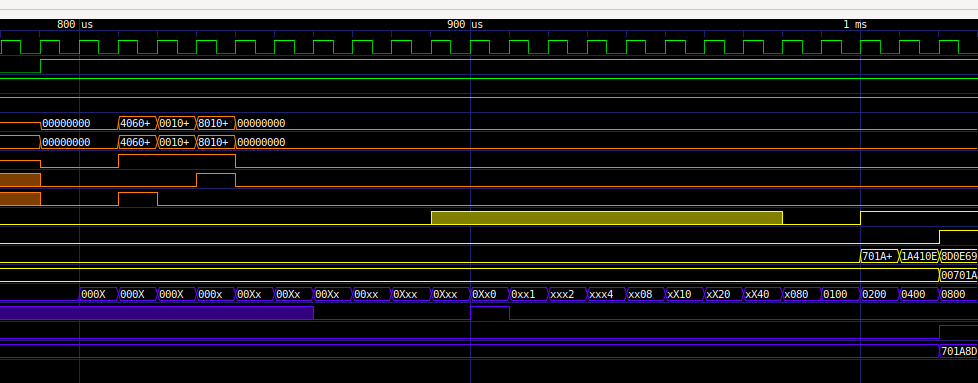 800 us 900 us 1 ms
00000000 4060+ 0010+ 8010+ 00000000
00000000 4060+ 0010+ 8010+ 00000000
701A+ 1A410E 8D0E69
00701A
000X 000X 000X 000x 00Xx 00Xx 00Xx 00xx 0Xxx 0Xxx 0Xx0 0xx1 xxx2 xxx4 xx08 xX10 xX20 xX40 x080 0100 0200 0400 0800
701A8D